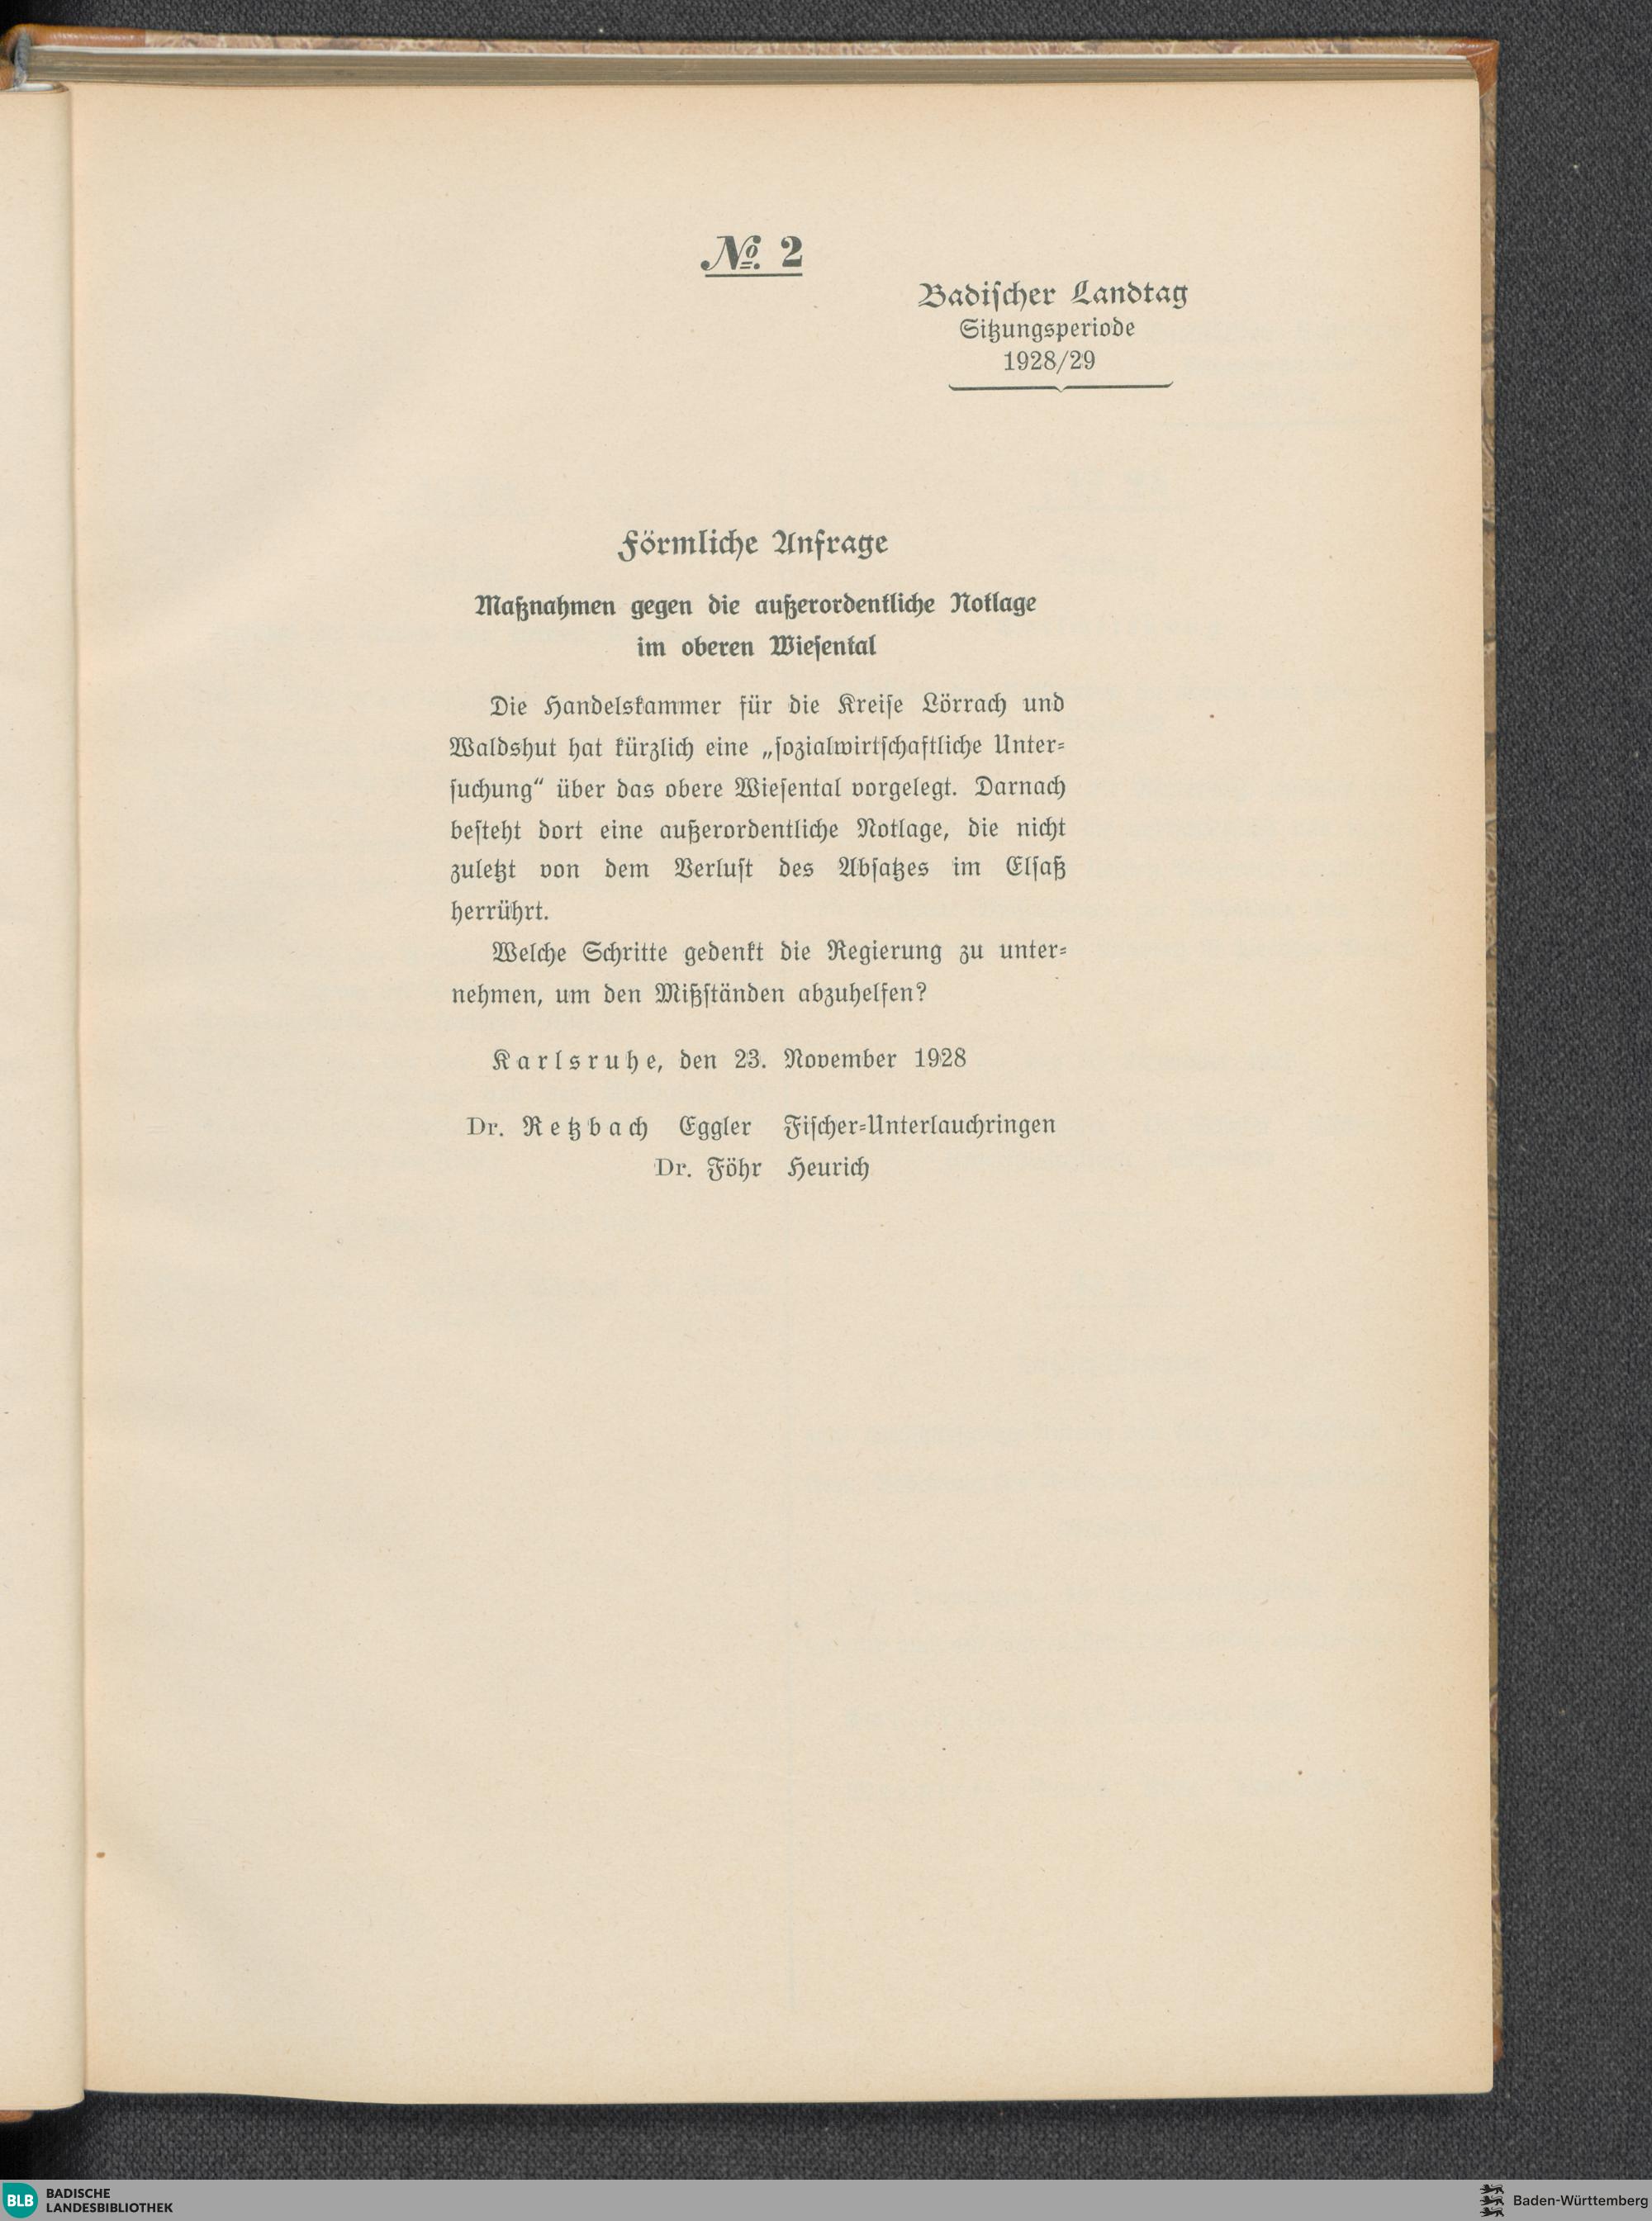 № 2
Badischer Landtag
Sitzungsperiode
1928/29
Förmliche Anfrage
Maßnahmen gegen die außerordentliche Notlage
im oberen Wiesental
Die Handelskammer für die Kreise Lörrach und
Waldshut hat kürzlich eine „sozialwirtschaftliche Unter-
suchung“ über das obere Wiesental vorgelegt. Darnach
besteht dort eine außerordentliche Notlage, die nicht
zuletzt von dem Verlust des Absatzes im Elsaß
herrührt.
Welche Schritte gedenkt die Regierung zu unter-
nehmen, um den Mißständen abzuhelfen?
Karlsruhe, den 23. November 1928
Dr. Retzbach Eggler Fischer-Unterlauchringen
Dr. Föhr Heurich
BLB BADISCHE
LANDESBIBLIOTHEK
Baden-Württemberg